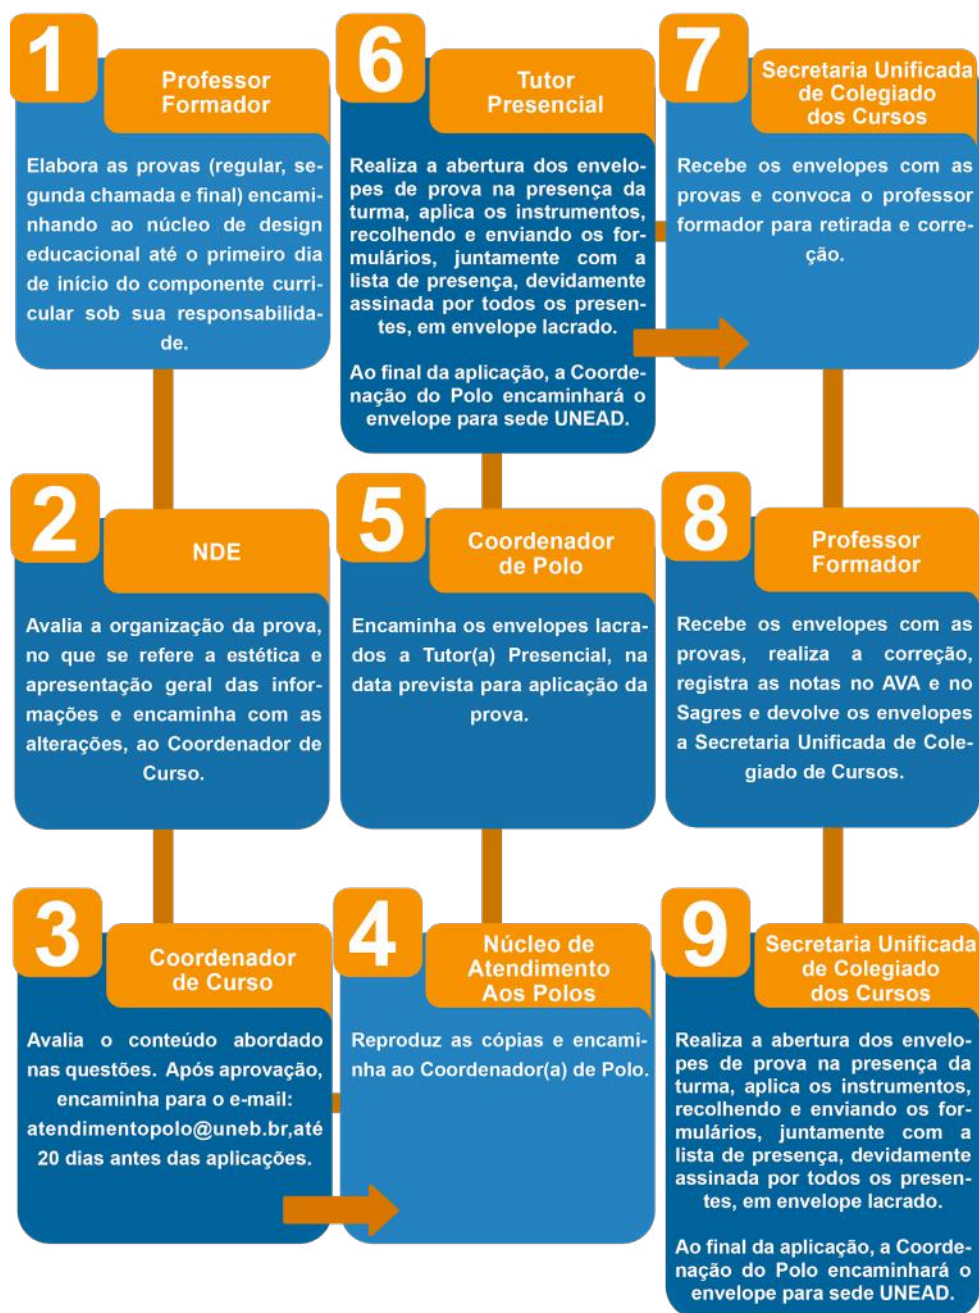 1
Professor
Formador
Elabora as provas (regular, se-
gunda chamada e final) encami-
nhando ao núcleo de design
educacional até o primeiro dia
de início do componente curri-
cular sob sua responsabilida-
de.
2
NDE
Avalia a organização da prova,
no que se refere a estética e
apresentação geral das infor-
mações e encaminha com as
alterações, ao Coordenador de
Curso.
3
Coordenador
de Curso
Avalia o conteúdo abordado
nas questões. Após aprovação,
encaminha para o e-mail:
atendimentopolo@uneb.br,até
20 dias antes das aplicações.
4
Núcleo de
Atendimento
Aos Polos
Reproduz as cópias e encami-
nha ao Coordenador(a) de Polo.
5
Coordenador
de Polo
Encaminha os envelopes lacra-
dos a Tutor(a) Presencial, na
data prevista para aplicação da
prova.
6
Tutor
Presencial
Realiza a abertura dos envelo-
pes de prova na presença da
turma, aplica os instrumentos,
recolhendo e enviando os for-
mulários, juntamente com a
lista de presença, devidamente
assinada por todos os presen-
tes, em envelope lacrado.
Ao final da aplicação, a Coorde-
nação do Polo encaminhará o
envelope para sede UNEAD.
7
Secretaria Unificada
de Colegiado
dos Cursos
Recebe os envelopes com as
provas e convoca o professor
formador para retirada e corre-
ção.
8
Professor
Formador
Recebe os envelopes com as
provas, realiza a correção,
registra as notas no AVA e no
Sagres e devolve os envelopes
a Secretaria Unificada de Cole-
giado de Cursos.
9
Secretaria Unificada
de Colegiado
dos Cursos
Realiza a abertura dos envelo-
pes de prova na presença da
turma, aplica os instrumentos,
recolhendo e enviando os for-
mulários, juntamente com a
lista de presença, devidamente
assinada por todos os presen-
tes, em envelope lacrado.
Ao final da aplicação, a Coorde-
nação do Polo encaminhará o
envelope para sede UNEAD.